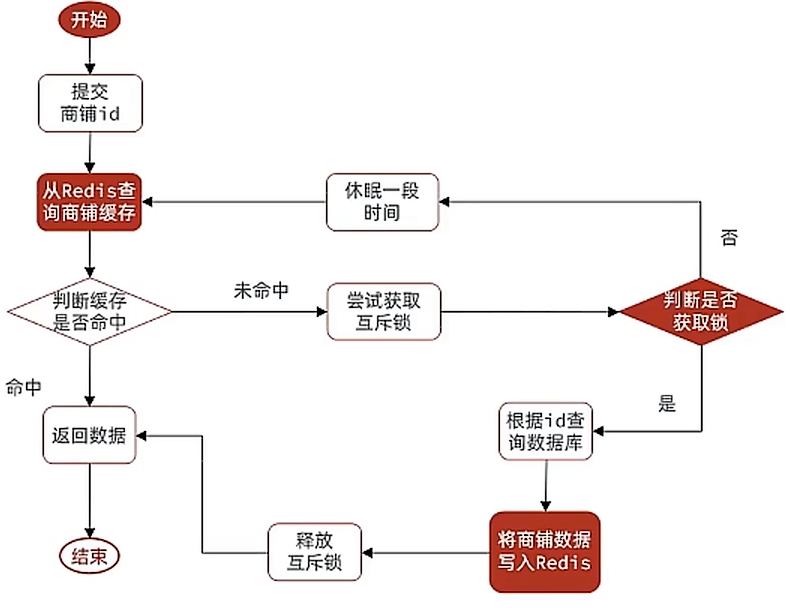 开始
提交
商铺id
从Redis查
询商铺缓存
休眠一段
时间
否
判断缓存
是否命中
未命中
尝试获取
互斥锁
判断是否
获取锁
命中
是
返回数据
根据id查
询数据库
将商铺数据
写入Redis
释放
互斥锁
结束